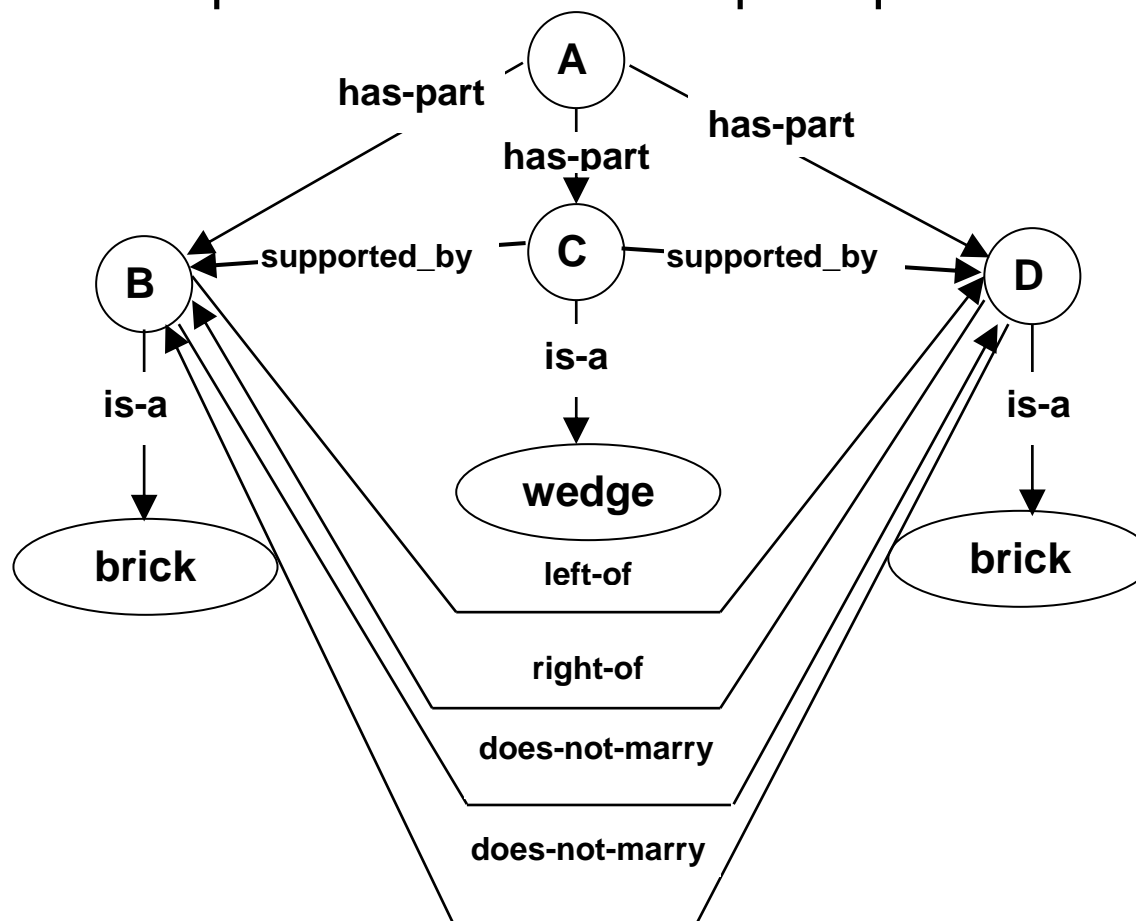 A
has-part
has-part
has-part
B
supported_by
C
supported_by
D
is-a
is-a
is-a
brick
wedge
brick
left-of
right-of
does-not-marry
does-not-marry